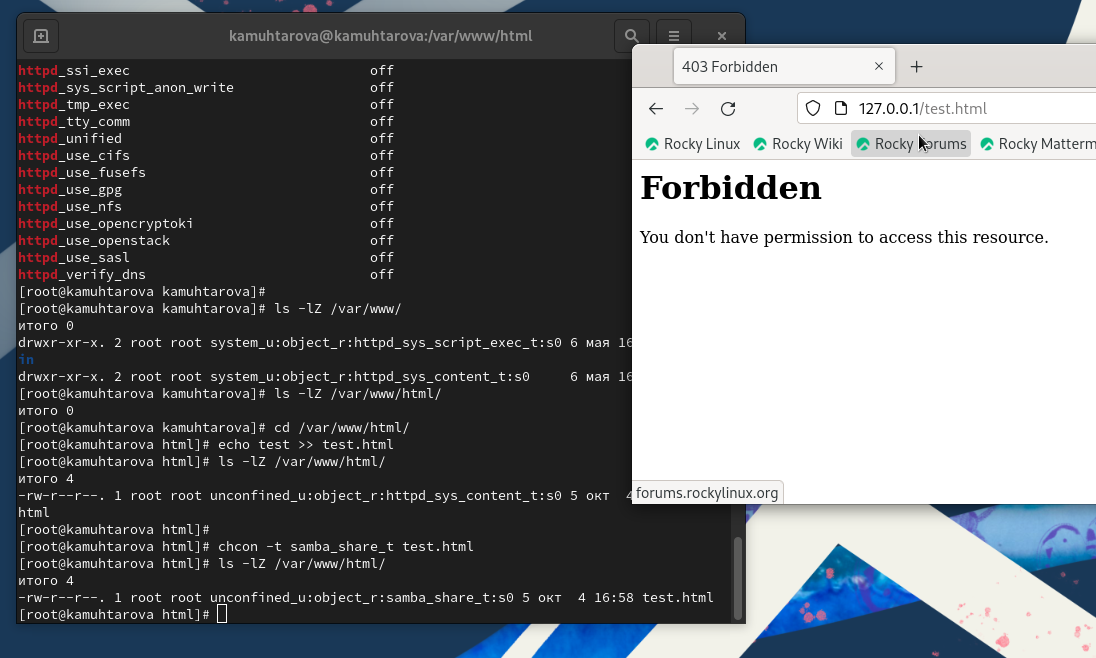 kamuhtarova@kamuhtarova:/var/www/html
httpd_ssi_exec off
httpd_sys_script_anon_write off
httpd_tmp_exec off
httpd_tty_comm off
httpd_unified off
httpd_use_cifs off
httpd_use_fusefs off
httpd_use_gpg off
httpd_use_nfs off
httpd_use_opencryptoki off
httpd_use_openstack off
httpd_use_sasl off
httpd_verify_dns off
[root@kamuhtarova kamuhtarova]#
[root@kamuhtarova kamuhtarova]# ls -lZ /var/www/
итого 0
drwxr-xr-x. 2 root root system_u:object_r:httpd_sys_script_exec_t:s0 6 мая 16
in
drwxr-xr-x. 2 root root system_u:object_r:httpd_sys_content_t:s0 6 мая 16
[root@kamuhtarova kamuhtarova]# ls -lZ /var/www/html/
итого 0
[root@kamuhtarova kamuhtarova]# cd /var/www/html/
[root@kamuhtarova html]# echo test >> test.html
[root@kamuhtarova html]# ls -lZ /var/www/html/
итого 4
-rw-r--r--. 1 root root unconfined_u:object_r:httpd_sys_content_t:s0 5 окт 4
html
[root@kamuhtarova html]#
[root@kamuhtarova html]# chcon -t samba_share_t test.html
[root@kamuhtarova html]# ls -lZ /var/www/html/
итого 4
-rw-r--r--. 1 root root unconfined_u:object_r:samba_share_t:s0 5 окт 4 16:58 test.html
[root@kamuhtarova html]#
403 Forbidden
127.0.0.1/test.html
Rocky Linux Rocky Wiki Rocky Forums Rocky Matterm
Forbidden
You don't have permission to access this resource.
forums.rockylinux.org